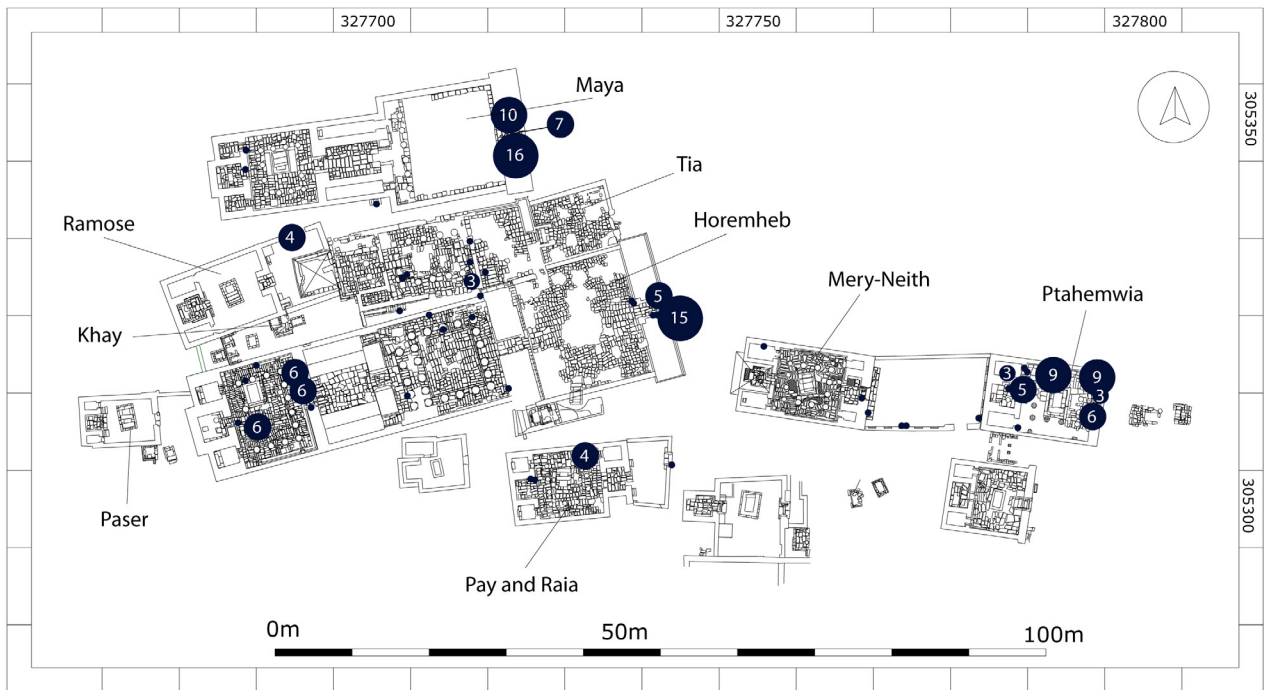 327700
327750
327800
Maya
10
7
305350
16
Tia
Ramose
Horemheb
4
3
Mery-Neith
5
Ptahemwia
15
Khay
6
6
3
9
9
5
3
6
6
4
305300
Paser
Pay and Raia
0m
50m
100m